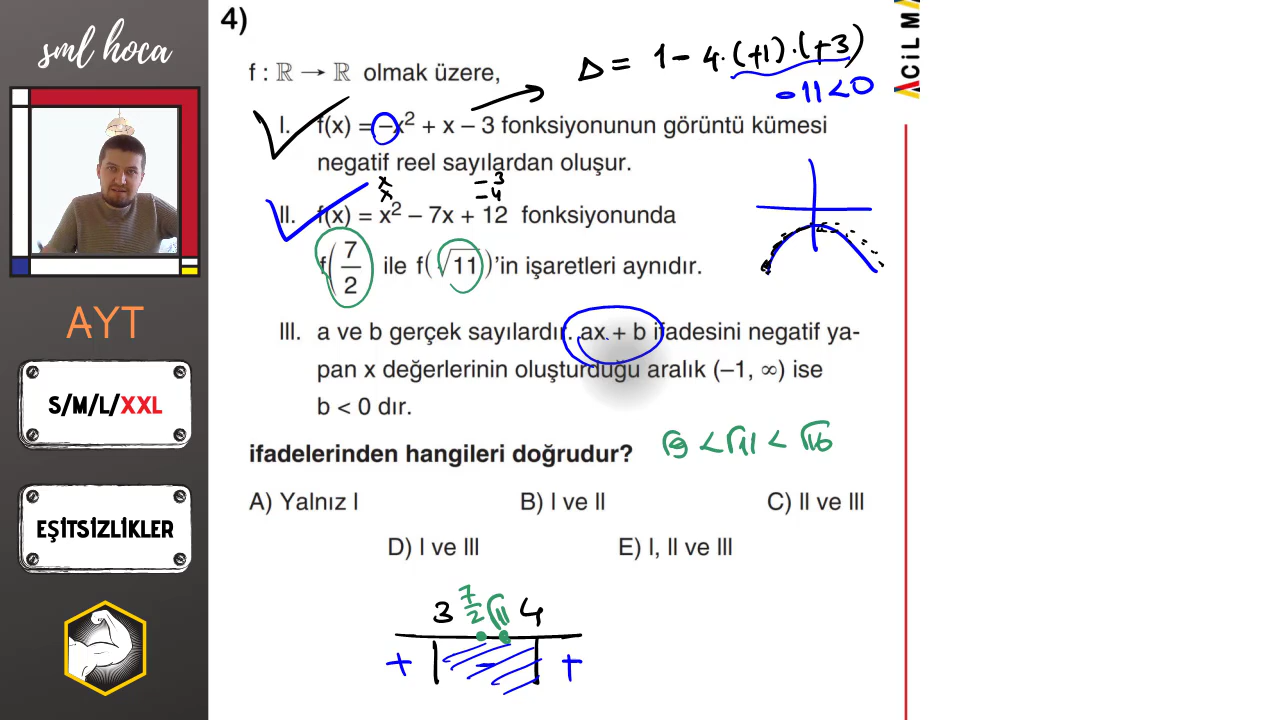 sml hoca
AYT
S/M/L/XXL
EŞİTSİZLİKLER
ACiLM
4)
f : ℝ → ℝ olmak üzere,
Δ = 1 - 4.(+1).(+3)
-11<0
I. f(x) = –x² + x – 3 fonksiyonunun görüntü kümesi
negatif reel sayılardan oluşur.
x -3
x -4
II. f(x) = x² – 7x + 12 fonksiyonunda
f(7/2) ile f(√11)'in işaretleri aynıdır.
III. a ve b gerçek sayılardır. ax + b ifadesini negatif ya-
pan x değerlerinin oluşturduğu aralık (–1, ∞) ise
b < 0 dır.
ifadelerinden hangileri doğrudur?
√9 < √11 < √16
A) Yalnız I B) I ve II C) II ve III
D) I ve III E) I, II ve III
3 7/2 √11 4
+ - +